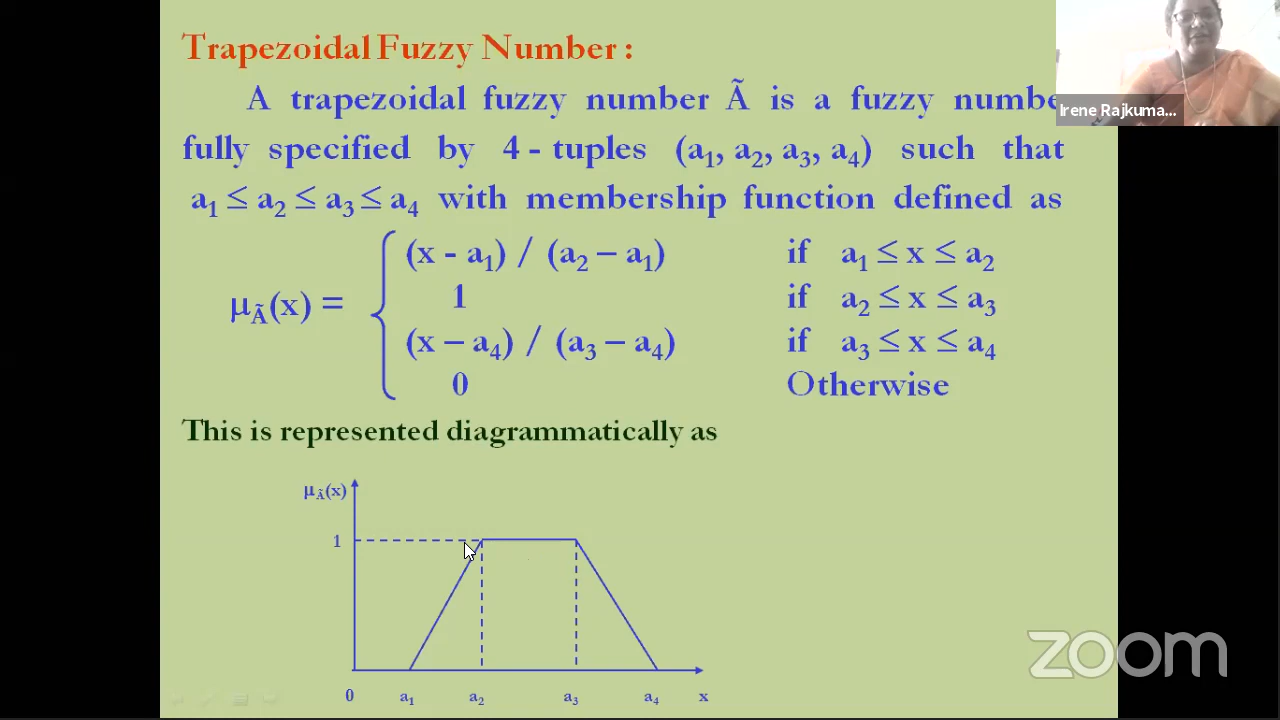 Trapezoidal Fuzzy Number :
A trapezoidal fuzzy number Ã is a fuzzy numbe
Irene Rajkuma...
fully specified by 4 - tuples (a₁, a₂, a₃, a₄) such that
a₁ ≤ a₂ ≤ a₃ ≤ a₄ with membership function defined as
(x - a₁) / (a₂ – a₁) if a₁ ≤ x ≤ a₂
μÃ(x) = { 1 if a₂ ≤ x ≤ a₃
(x – a₄) / (a₃ – a₄) if a₃ ≤ x ≤ a₄
0 Otherwise
This is represented diagrammatically as
μÃ(x)
1
0 a₁ a₂ a₃ a₄ x
zoom